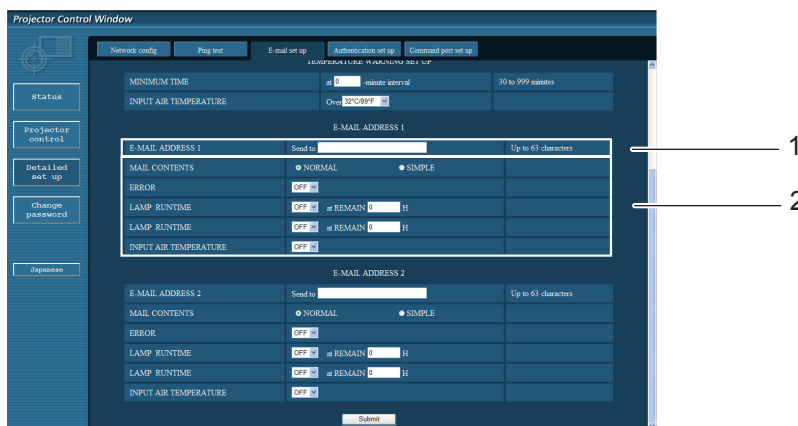 Projector Control Window
Network config Ping test E-mail set up Authentication set up Command port set up
TEMPERATURE WARNING SET UP
MINIMUM TIME at 0 -minute interval 30 to 999 minutes
INPUT AIR TEMPERATURE Over 32°C/89°F
E-MAIL ADDRESS 1
E-MAIL ADDRESS 1 Send to Up to 63 characters
MAIL CONTENTS NORMAL SIMPLE
ERROR OFF
LAMP RUNTIME OFF at REMAIN 0 H
LAMP RUNTIME OFF at REMAIN 0 H
INPUT AIR TEMPERATURE OFF
E-MAIL ADDRESS 2
E-MAIL ADDRESS 2 Send to Up to 63 characters
MAIL CONTENTS NORMAL SIMPLE
ERROR OFF
LAMP RUNTIME OFF at REMAIN 0 H
LAMP RUNTIME OFF at REMAIN 0 H
INPUT AIR TEMPERATURE OFF
Submit
Status
Projector
control
Detailed
set up
Change
password
Japanese
1
2